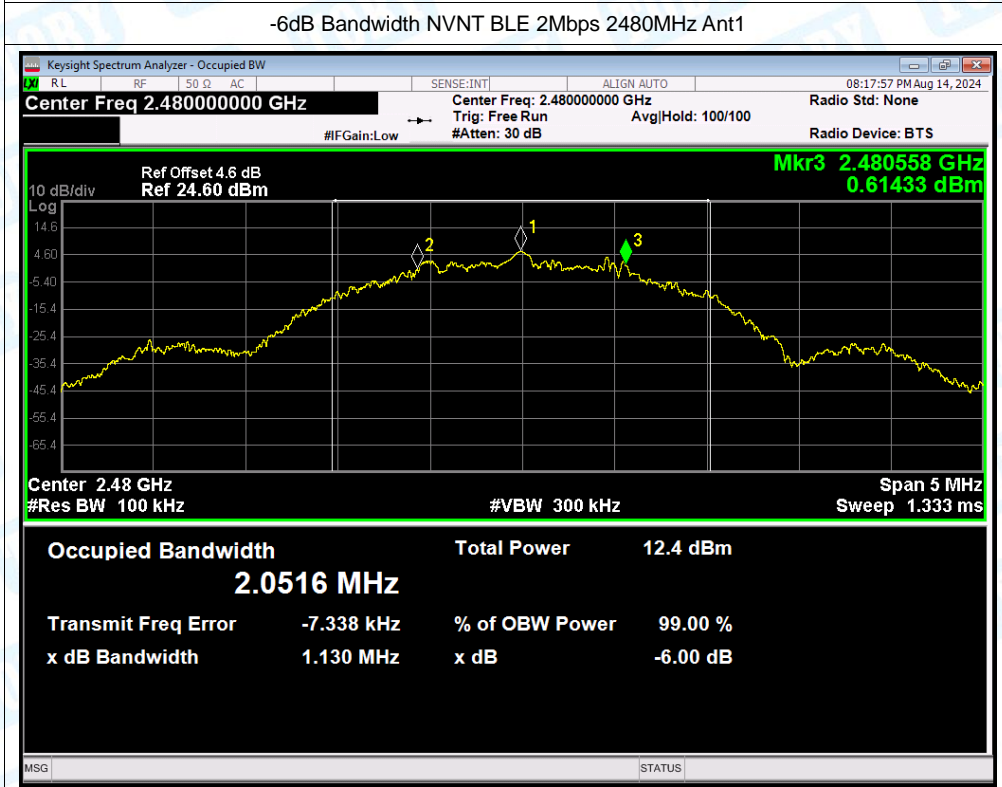 -6dB Bandwidth NVNT BLE 2Mbps 2480MHz Ant1
Keysight Spectrum Analyzer - Occupied BW
LXI RL RF 50 Ω AC SENSE:INT ALIGN AUTO 08:17:57 PM Aug 14, 2024
Center Freq 2.480000000 GHz Center Freq: 2.480000000 GHz Radio Std: None
Trig: Free Run Avg|Hold: 100/100
#IFGain:Low #Atten: 30 dB Radio Device: BTS
Ref Offset 4.6 dB Mkr3 2.480558 GHz
10 dB/div Ref 24.60 dBm 0.61433 dBm
Log
14.6
4.60
-5.40
-15.4
-25.4
-35.4
-45.4
-55.4
-65.4
2 1 3
Center 2.48 GHz Span 5 MHz
#Res BW 100 kHz #VBW 300 kHz Sweep 1.333 ms
Occupied Bandwidth Total Power 12.4 dBm
2.0516 MHz
Transmit Freq Error -7.338 kHz % of OBW Power 99.00 %
x dB Bandwidth 1.130 MHz x dB -6.00 dB
MSG STATUS